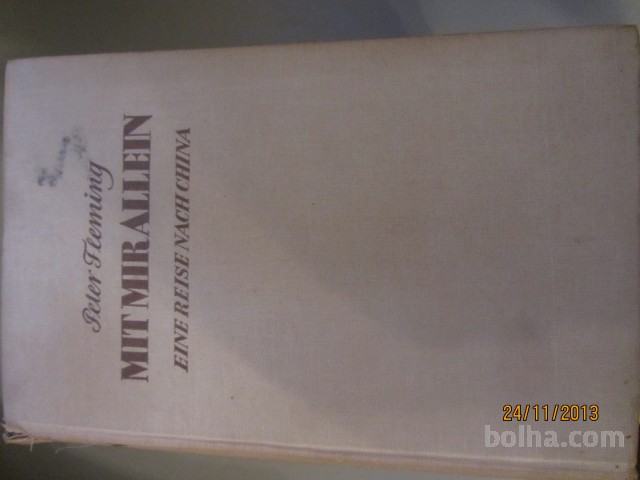 Peter Fleming
MIT MIR ALLEIN
EINE REISE NACH CHINA
24/11/2013
bolha.com